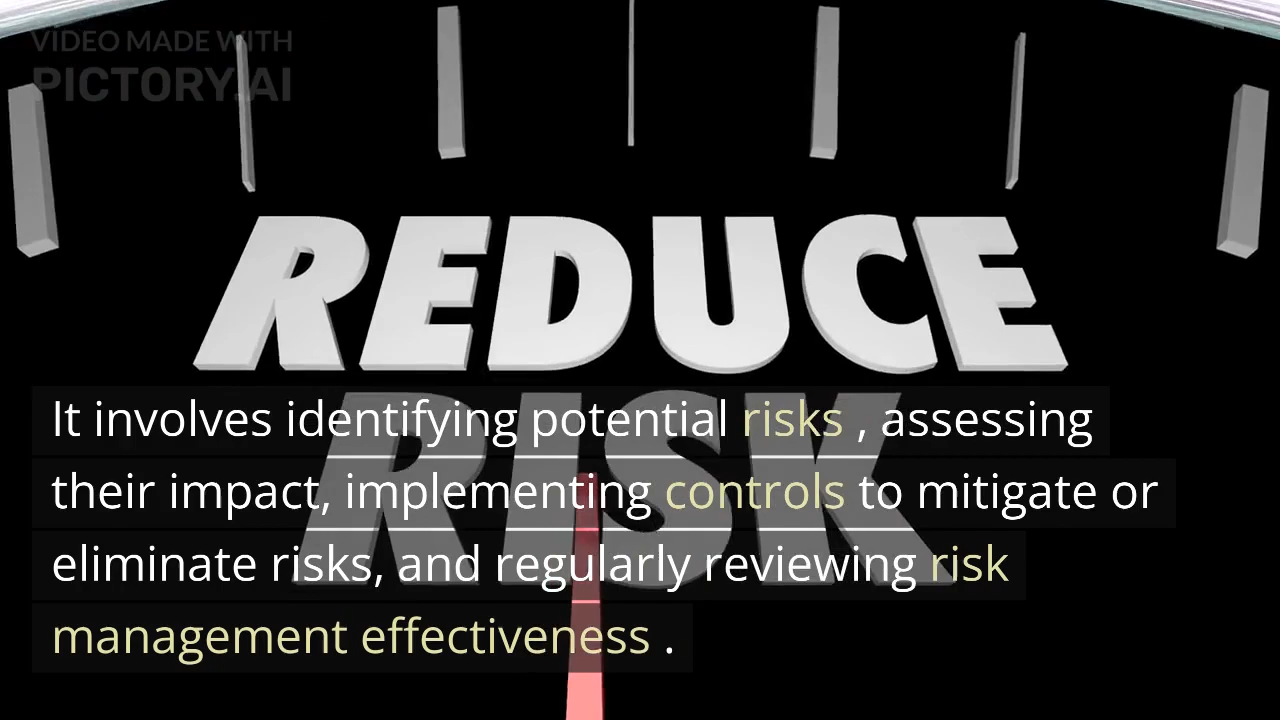 VIDEO MADE WITH
PICTORY.AI
REDUCE
RISK
It involves identifying potential risks , assessing
their impact, implementing controls to mitigate or
eliminate risks, and regularly reviewing risk
management effectiveness .